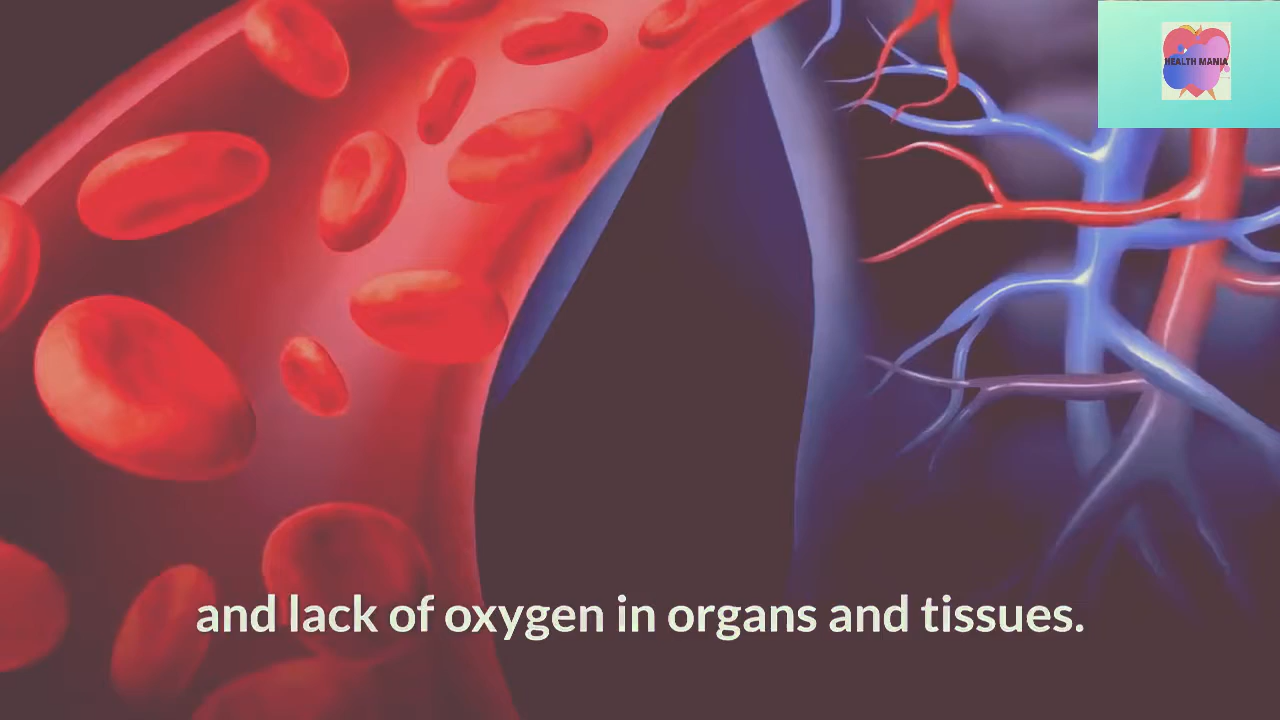 HEALTH MANIA
and lack of oxygen in organs and tissues.